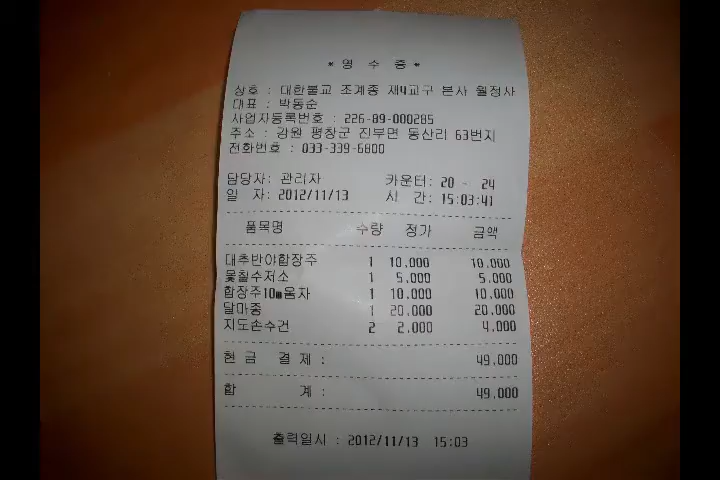 * 영 수 증 *
상호 : 대한불교 조계종 제4교구 본사 월정사
대표 : 박동순
사업자등록번호 : 226-89-000285
주소 : 강원 평창군 진부면 동산리 63번지
전화번호 : 033-339-6800
담당자: 관리자 카운터: 20 - 24
일 자: 2012/11/13 시 간: 15:03:41
품목명 수량 정가 금액
대추반야합장주 1 10,000 10,000
옻칠수저소 1 5,000 5,000
합장주10m옴자 1 10,000 10,000
달마종 1 20,000 20,000
지도손수건 2 2,000 4,000
현금 결제 : 49,000
합 계 : 49,000
출력일시 : 2012/11/13 15:03